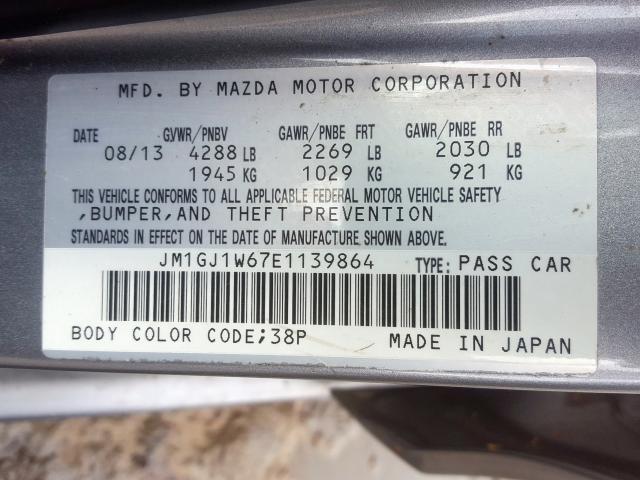 MFD. BY MAZDA MOTOR CORPORATION
DATE GVWR/PNBV GAWR/PNBE FRT GAWR/PNBE RR
08/13 4288 LB 2269 LB 2030 LB
1945 KG 1029 KG 921 KG
THIS VEHICLE CONFORMS TO ALL APPLICABLE FEDERAL MOTOR VEHICLE SAFETY
,BUMPER,AND THEFT PREVENTION
STANDARDS IN EFFECT ON THE DATE OF MANUFACTURE SHOWN ABOVE.
JM1GJ1W67E1139864 TYPE: PASS CAR
BODY COLOR CODE;38P MADE IN JAPAN